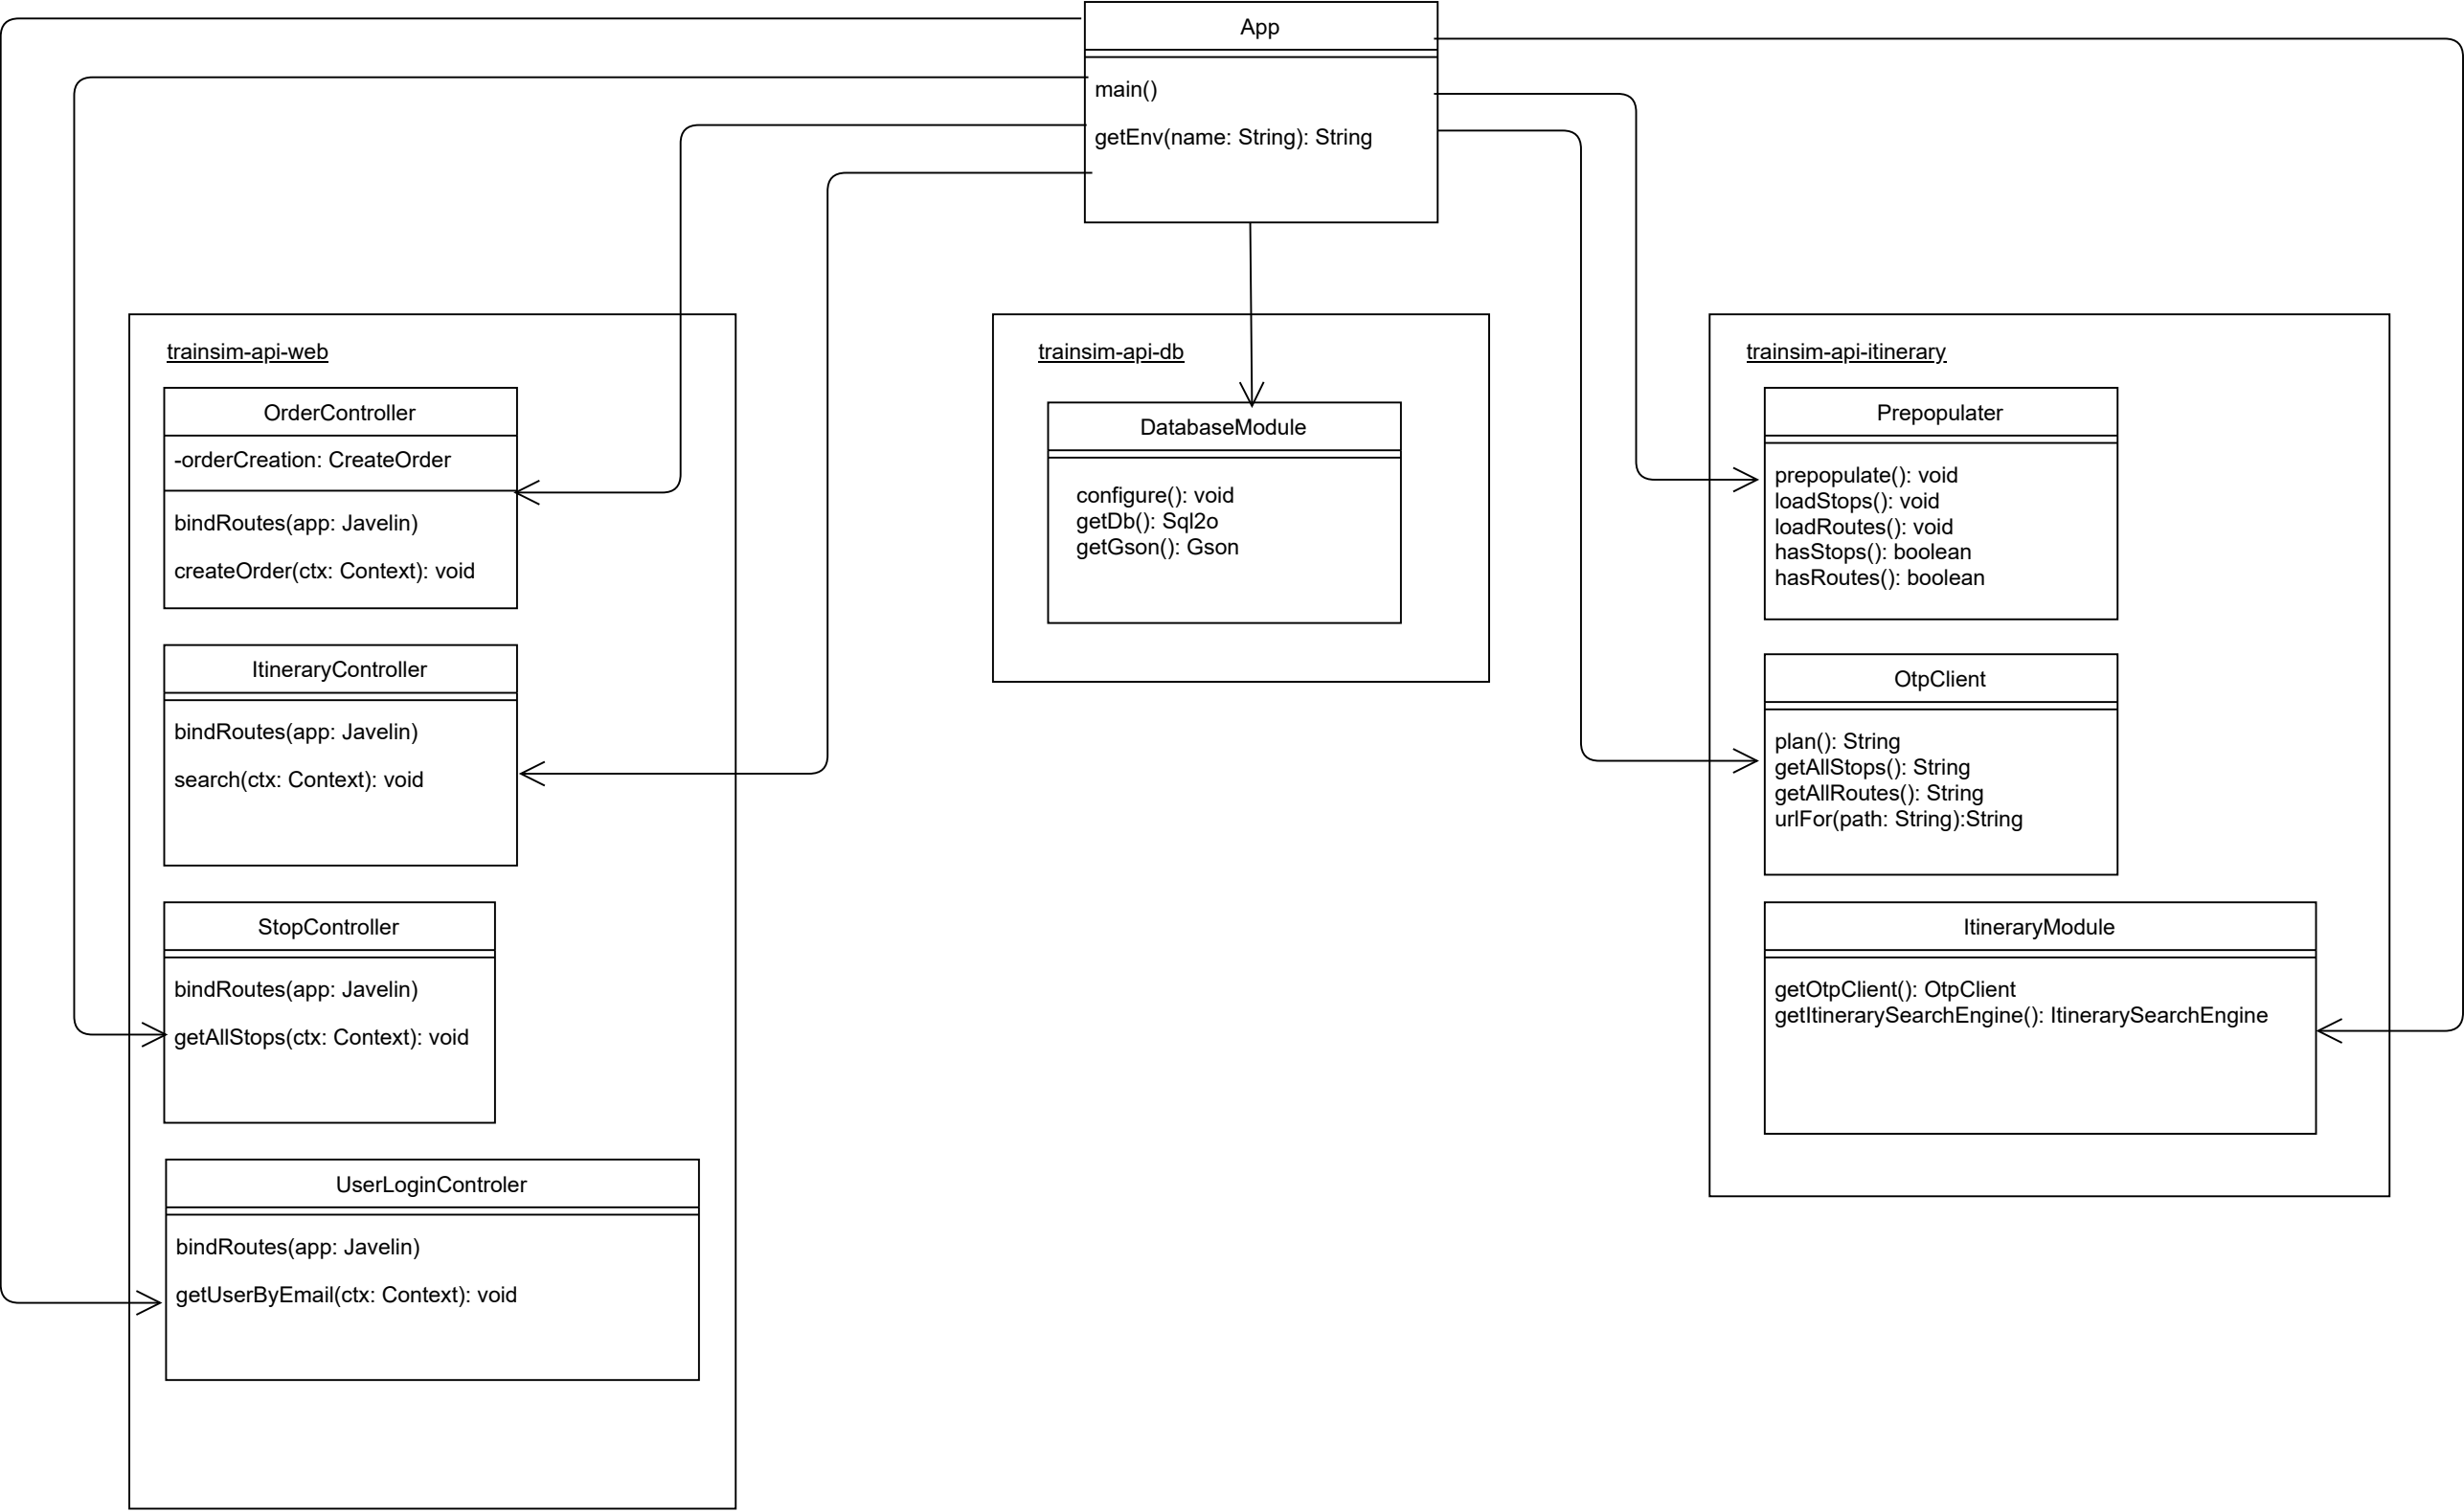 App
main()
getEnv(name: String): String
trainsim-api-web
OrderController
-orderCreation: CreateOrder
bindRoutes(app: Javelin)
createOrder(ctx: Context): void
ItineraryController
bindRoutes(app: Javelin)
search(ctx: Context): void
StopController
bindRoutes(app: Javelin)
getAllStops(ctx: Context): void
UserLoginControler
bindRoutes(app: Javelin)
getUserByEmail(ctx: Context): void
trainsim-api-db
DatabaseModule
configure(): void
getDb(): Sql2o
getGson(): Gson
trainsim-api-itinerary
Prepopulater
prepopulate(): void
loadStops(): void
loadRoutes(): void
hasStops(): boolean
hasRoutes(): boolean
OtpClient
plan(): String
getAllStops(): String
getAllRoutes(): String
urlFor(path: String):String
ItineraryModule
getOtpClient(): OtpClient
getItinerarySearchEngine(): ItinerarySearchEngine